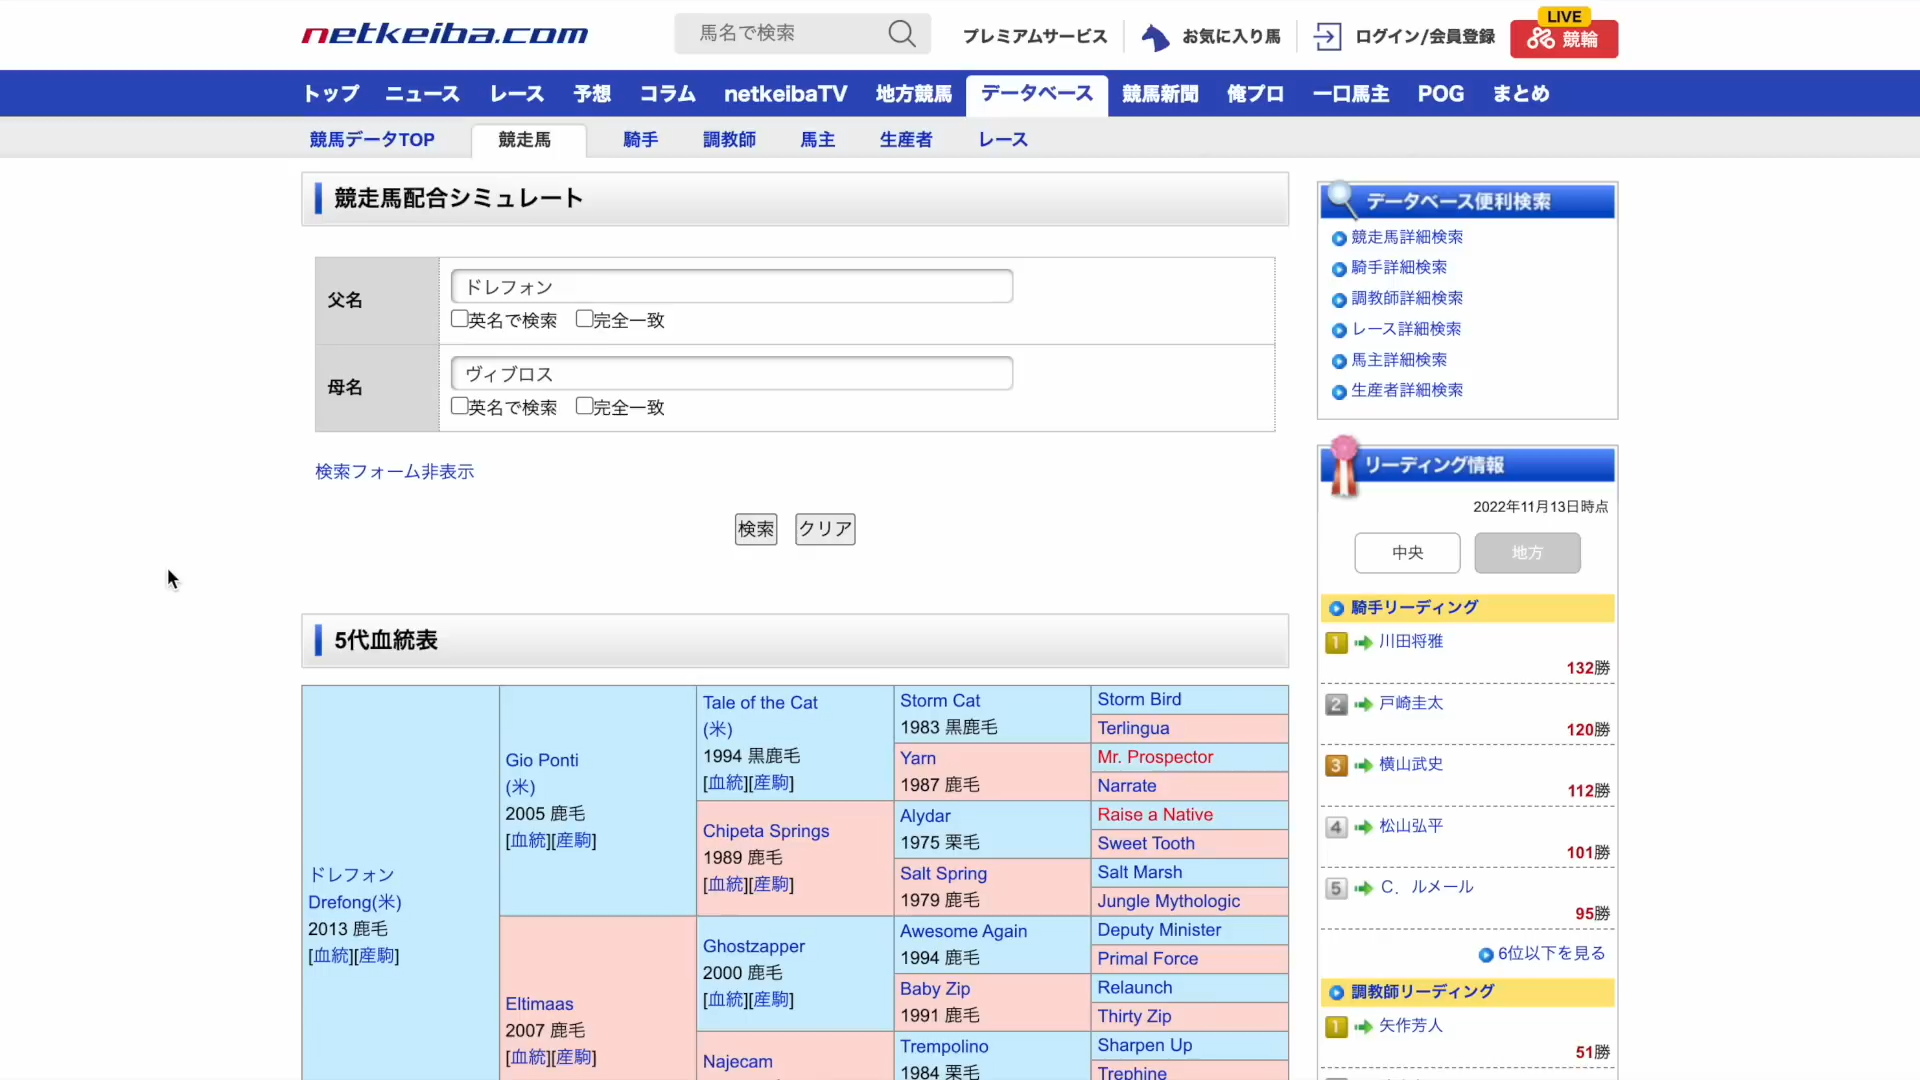 netkeiba.com
馬名で検索
プレミアムサービス
お気に入り馬
ログイン/会員登録
LIVE
競輪
トップ ニュース レース 予想 コラム netkeibaTV 地方競馬 データベース 競馬新聞 俺プロ 一口馬主 POG まとめ
競馬データTOP 競走馬 騎手 調教師 馬主 生産者 レース
競走馬配合シミュレート
父名
ドレフォン
英名で検索 完全一致
母名
ヴィブロス
英名で検索 完全一致
検索フォーム非表示
検索 クリア
5代血統表
ドレフォン
Drefong(米)
2013 鹿毛
[血統][産駒]
Gio Ponti
(米)
2005 鹿毛
[血統][産駒]
Eltimaas
2007 鹿毛
[血統][産駒]
Tale of the Cat
(米)
1994 黒鹿毛
[血統][産駒]
Chipeta Springs
1989 鹿毛
[血統][産駒]
Ghostzapper
2000 鹿毛
[血統][産駒]
Najecam
Storm Cat
1983 黒鹿毛
Yarn
1987 鹿毛
Alydar
1975 栗毛
Salt Spring
1979 鹿毛
Awesome Again
1994 鹿毛
Baby Zip
1991 鹿毛
Trempolino
1984 栗毛
Storm Bird
Terlingua
Mr. Prospector
Narrate
Raise a Native
Sweet Tooth
Salt Marsh
Jungle Mythologic
Deputy Minister
Primal Force
Relaunch
Thirty Zip
Sharpen Up
Trephine
データベース便利検索
競走馬詳細検索
騎手詳細検索
調教師詳細検索
レース詳細検索
馬主詳細検索
生産者詳細検索
リーディング情報
2022年11月13日時点
中央 地方
騎手リーディング
1 川田将雅
132勝
2 戸崎圭太
120勝
3 横山武史
112勝
4 松山弘平
101勝
5 C．ルメール
95勝
6位以下を見る
調教師リーディング
1 矢作芳人
51勝